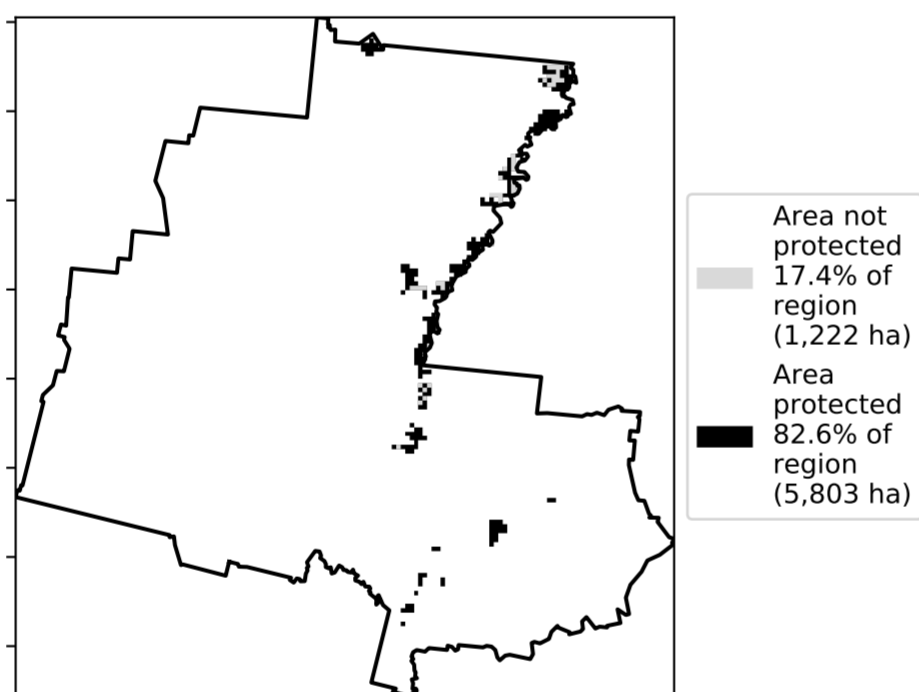 Area not
protected
17.4% of
region
(1,222 ha)
Area
protected
82.6% of
region
(5,803 ha)